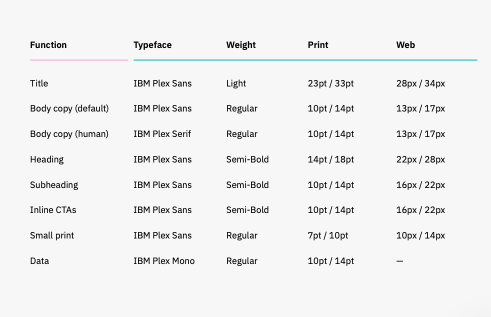 Function Typeface Weight Print Web
Title IBM Plex Sans Light 23pt / 33pt 28px / 34px
Body copy (default) IBM Plex Sans Regular 10pt / 14pt 13px / 17px
Body copy (human) IBM Plex Serif Regular 10pt / 14pt 13px / 17px
Heading IBM Plex Sans Semi-Bold 14pt / 18pt 22px / 28px
Subheading IBM Plex Sans Semi-Bold 10pt / 14pt 16px / 22px
Inline CTAs IBM Plex Sans Semi-Bold 10pt / 14pt 16px / 22px
Small print IBM Plex Sans Regular 7pt / 10pt 10px / 14px
Data IBM Plex Mono Regular 10pt / 14pt —